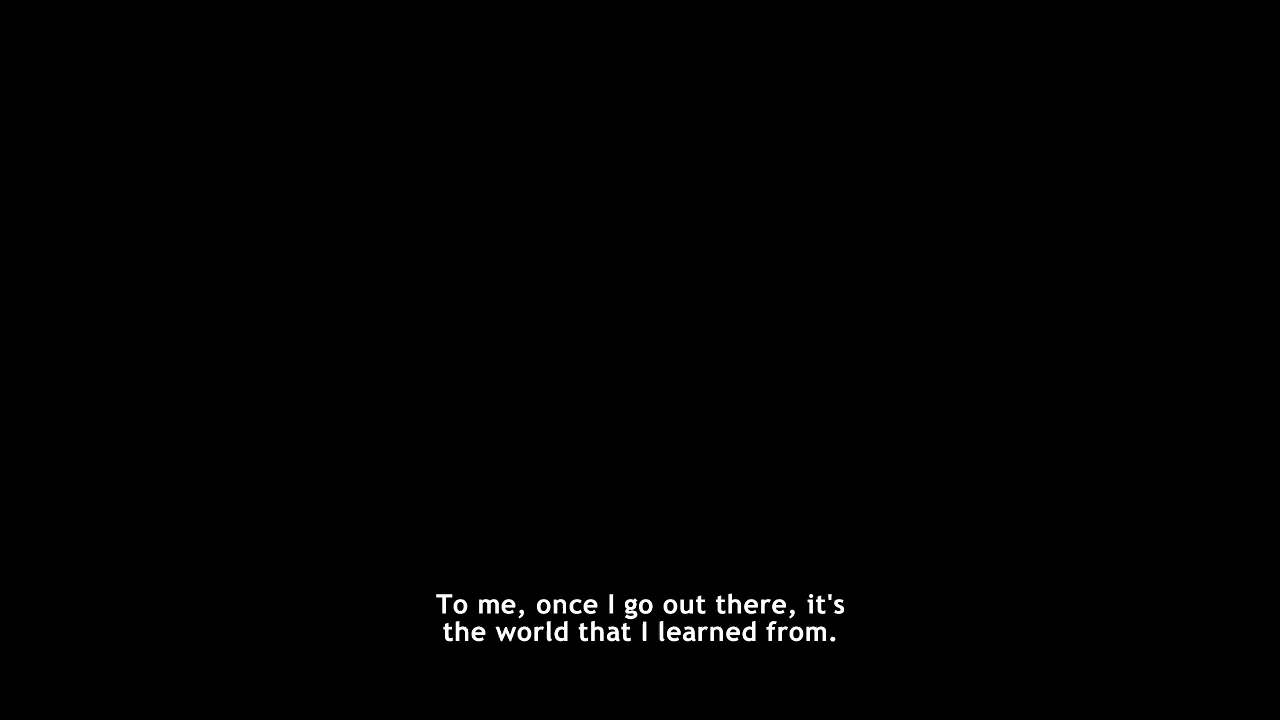 To me, once I go out there, it's
the world that I learned from.